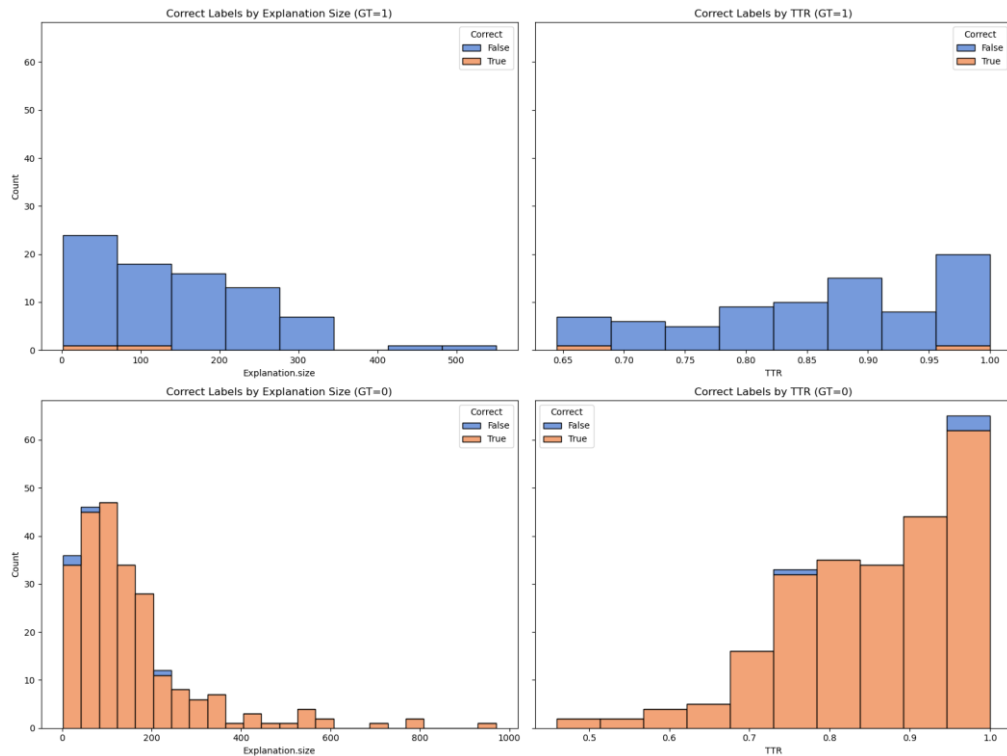 Correct Labels by Explanation Size (GT=1)
Correct
False
True
60
50
40
30
20
10
0
Count
0 100 200 300 400 500
Explanation.size
Correct Labels by TTR (GT=1)
Correct
False
True
0.65 0.70 0.75 0.80 0.85 0.90 0.95 1.00
TTR
Correct Labels by Explanation Size (GT=0)
Correct
False
True
60
50
40
30
20
10
0
Count
0 200 400 600 800 1000
Explanation.size
Correct Labels by TTR (GT=0)
Correct
False
True
0.5 0.6 0.7 0.8 0.9 1.0
TTR